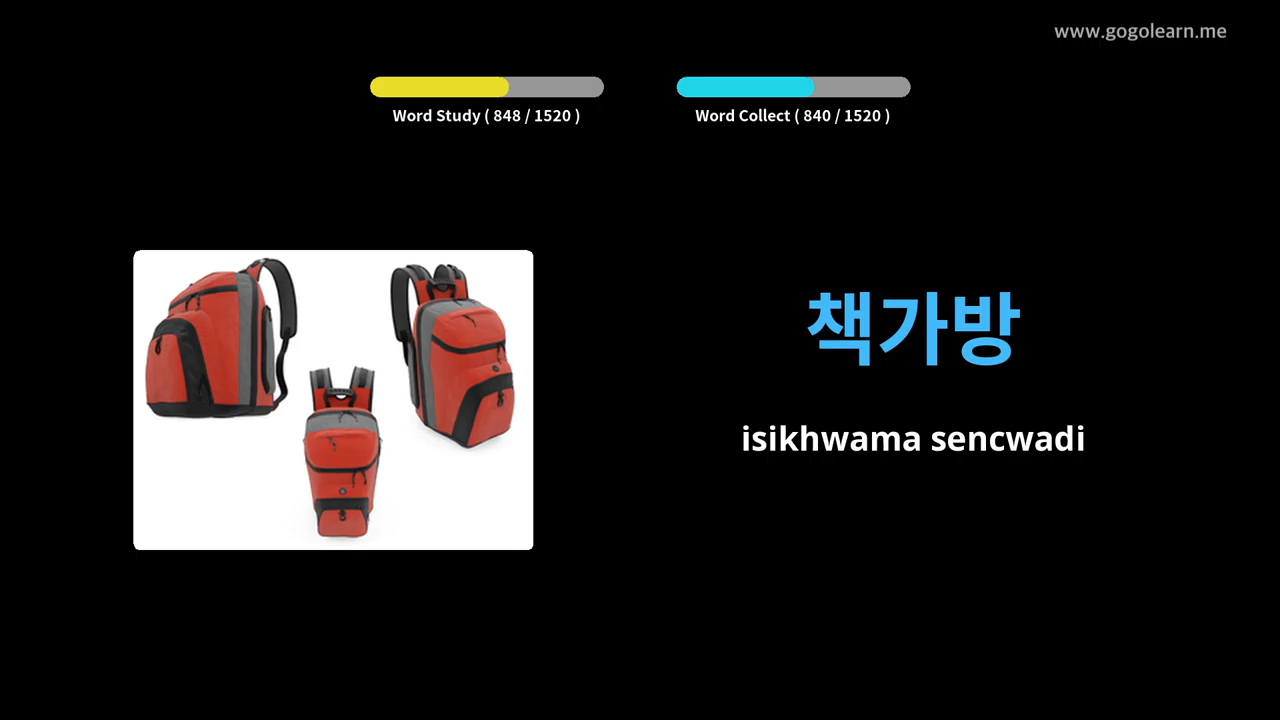 www.gogolearn.me
Word Study ( 848 / 1520 )
Word Collect ( 840 / 1520 )
책가방
isikhwama sencwadi